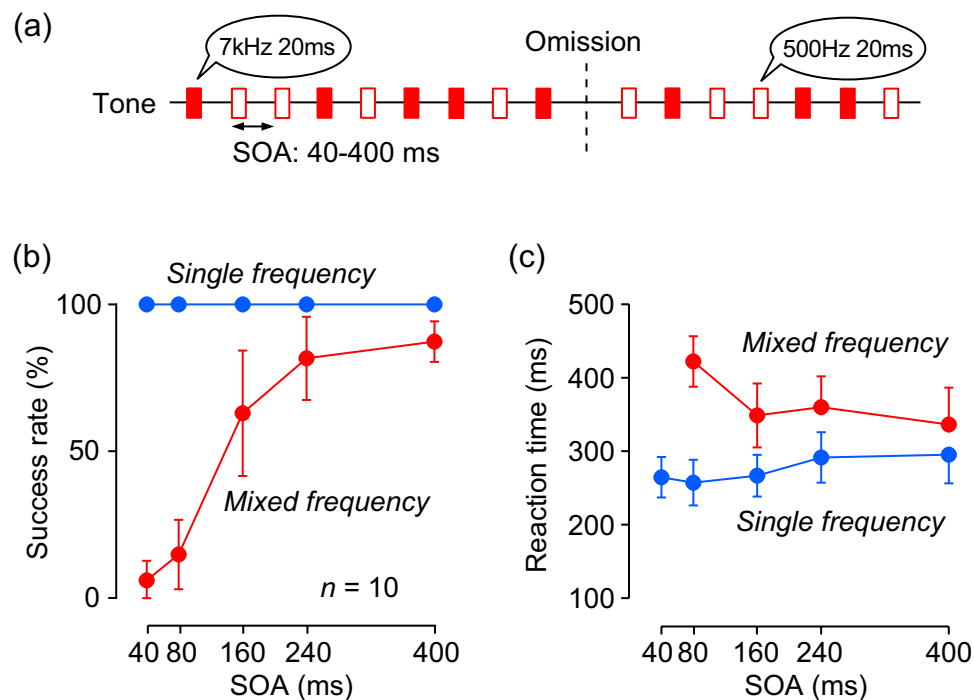 (a)
7kHz 20ms
Omission
500Hz 20ms
Tone
SOA: 40-400 ms
(b)
Single frequency
100
50
0
Success rate (%)
Mixed frequency
n = 10
40 80 160 240 400
SOA (ms)
(c)
500
400
300
200
100
Reaction time (ms)
Mixed frequency
Single frequency
40 80 160 240 400
SOA (ms)